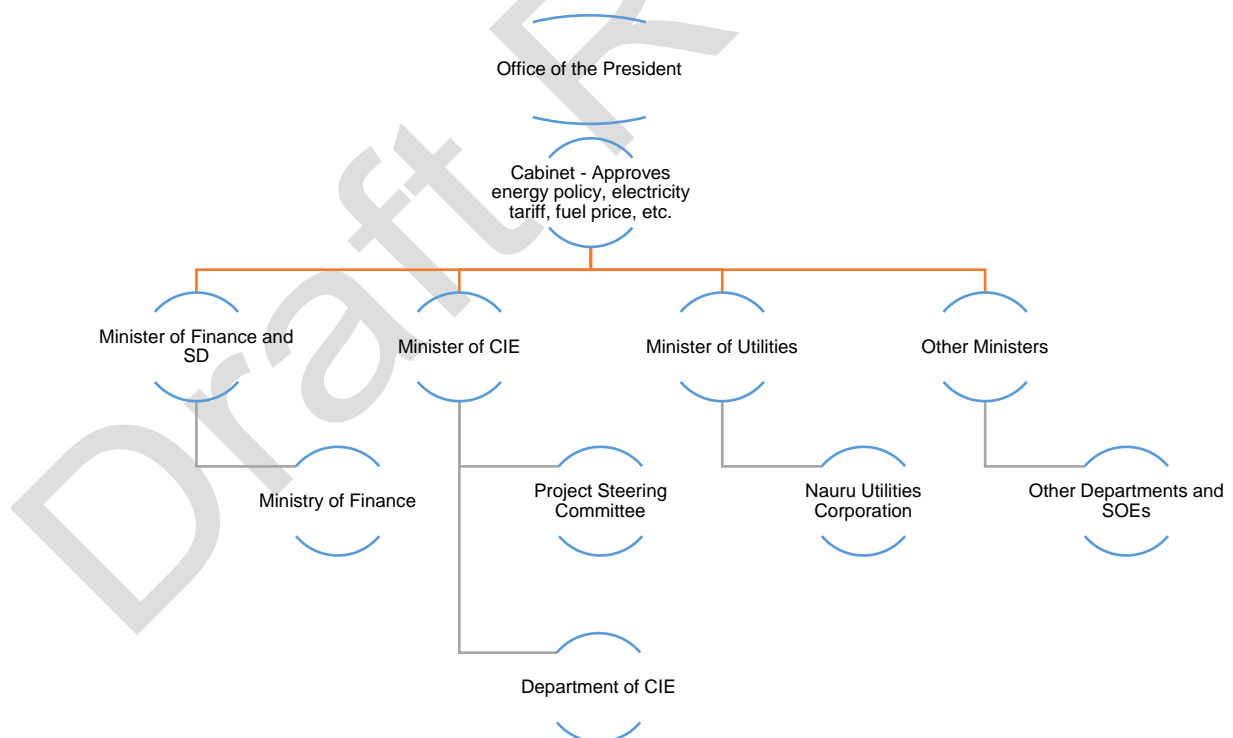 Office of the President
Cabinet - Approves
energy policy, electricity
tariff, fuel price, etc.
Minister of Finance and
SD
Minister of CIE
Minister of Utilities
Other Ministers
Ministry of Finance
Project Steering
Committee
Nauru Utilities
Corporation
Other Departments and
SOEs
Department of CIE
Draft R